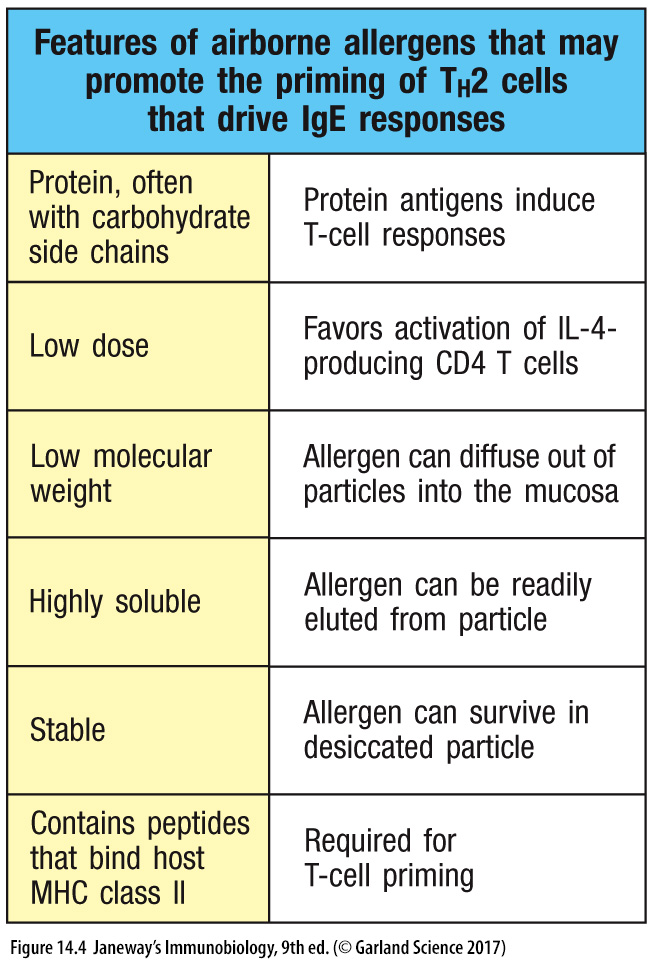 Features of airborne allergens that may
promote the priming of TH2 cells
that drive IgE responses
Protein, often
with carbohydrate
side chains
Protein antigens induce
T-cell responses
Low dose
Favors activation of IL-4-
producing CD4 T cells
Low molecular
weight
Allergen can diffuse out of
particles into the mucosa
Highly soluble
Allergen can be readily
eluted from particle
Stable
Allergen can survive in
desiccated particle
Contains peptides
that bind host
MHC class II
Required for
T-cell priming
Figure 14.4 Janeway's Immunobiology, 9th ed. (© Garland Science 2017)